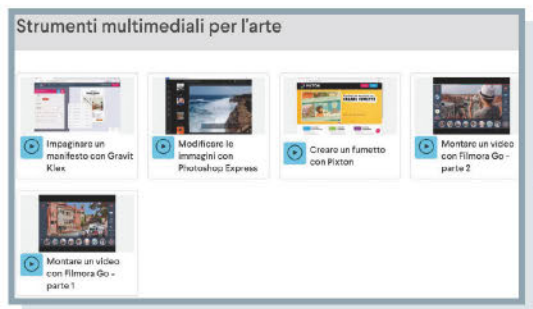 Strumenti multimediali per l'arte
Impaginare un
manifesto con Gravit
Klex
Modificare le
immagini con
Photoshop Express
Creare un fumetto
con Pixton
Montare un video
con Filmora Go -
parte 2
Montare un video
con Filmora Go -
parte 1